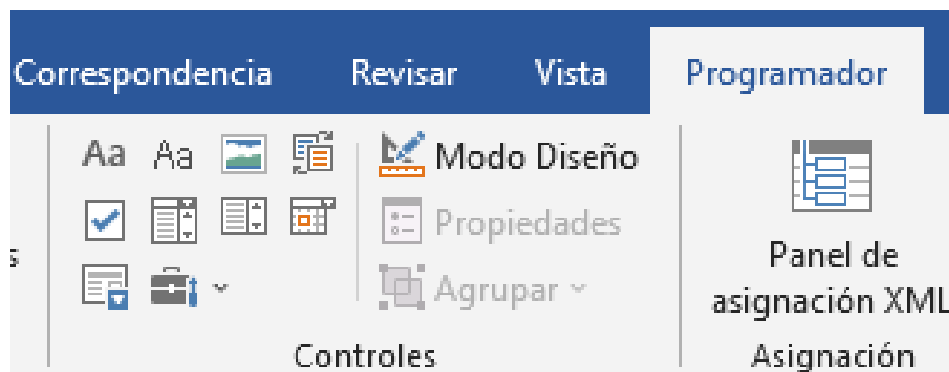 Correspondencia Revisar Vista Programador
Aa Aa Modo Diseño
Propiedades
s
Agrupar
Panel de
asignación XML
Controles
Asignación